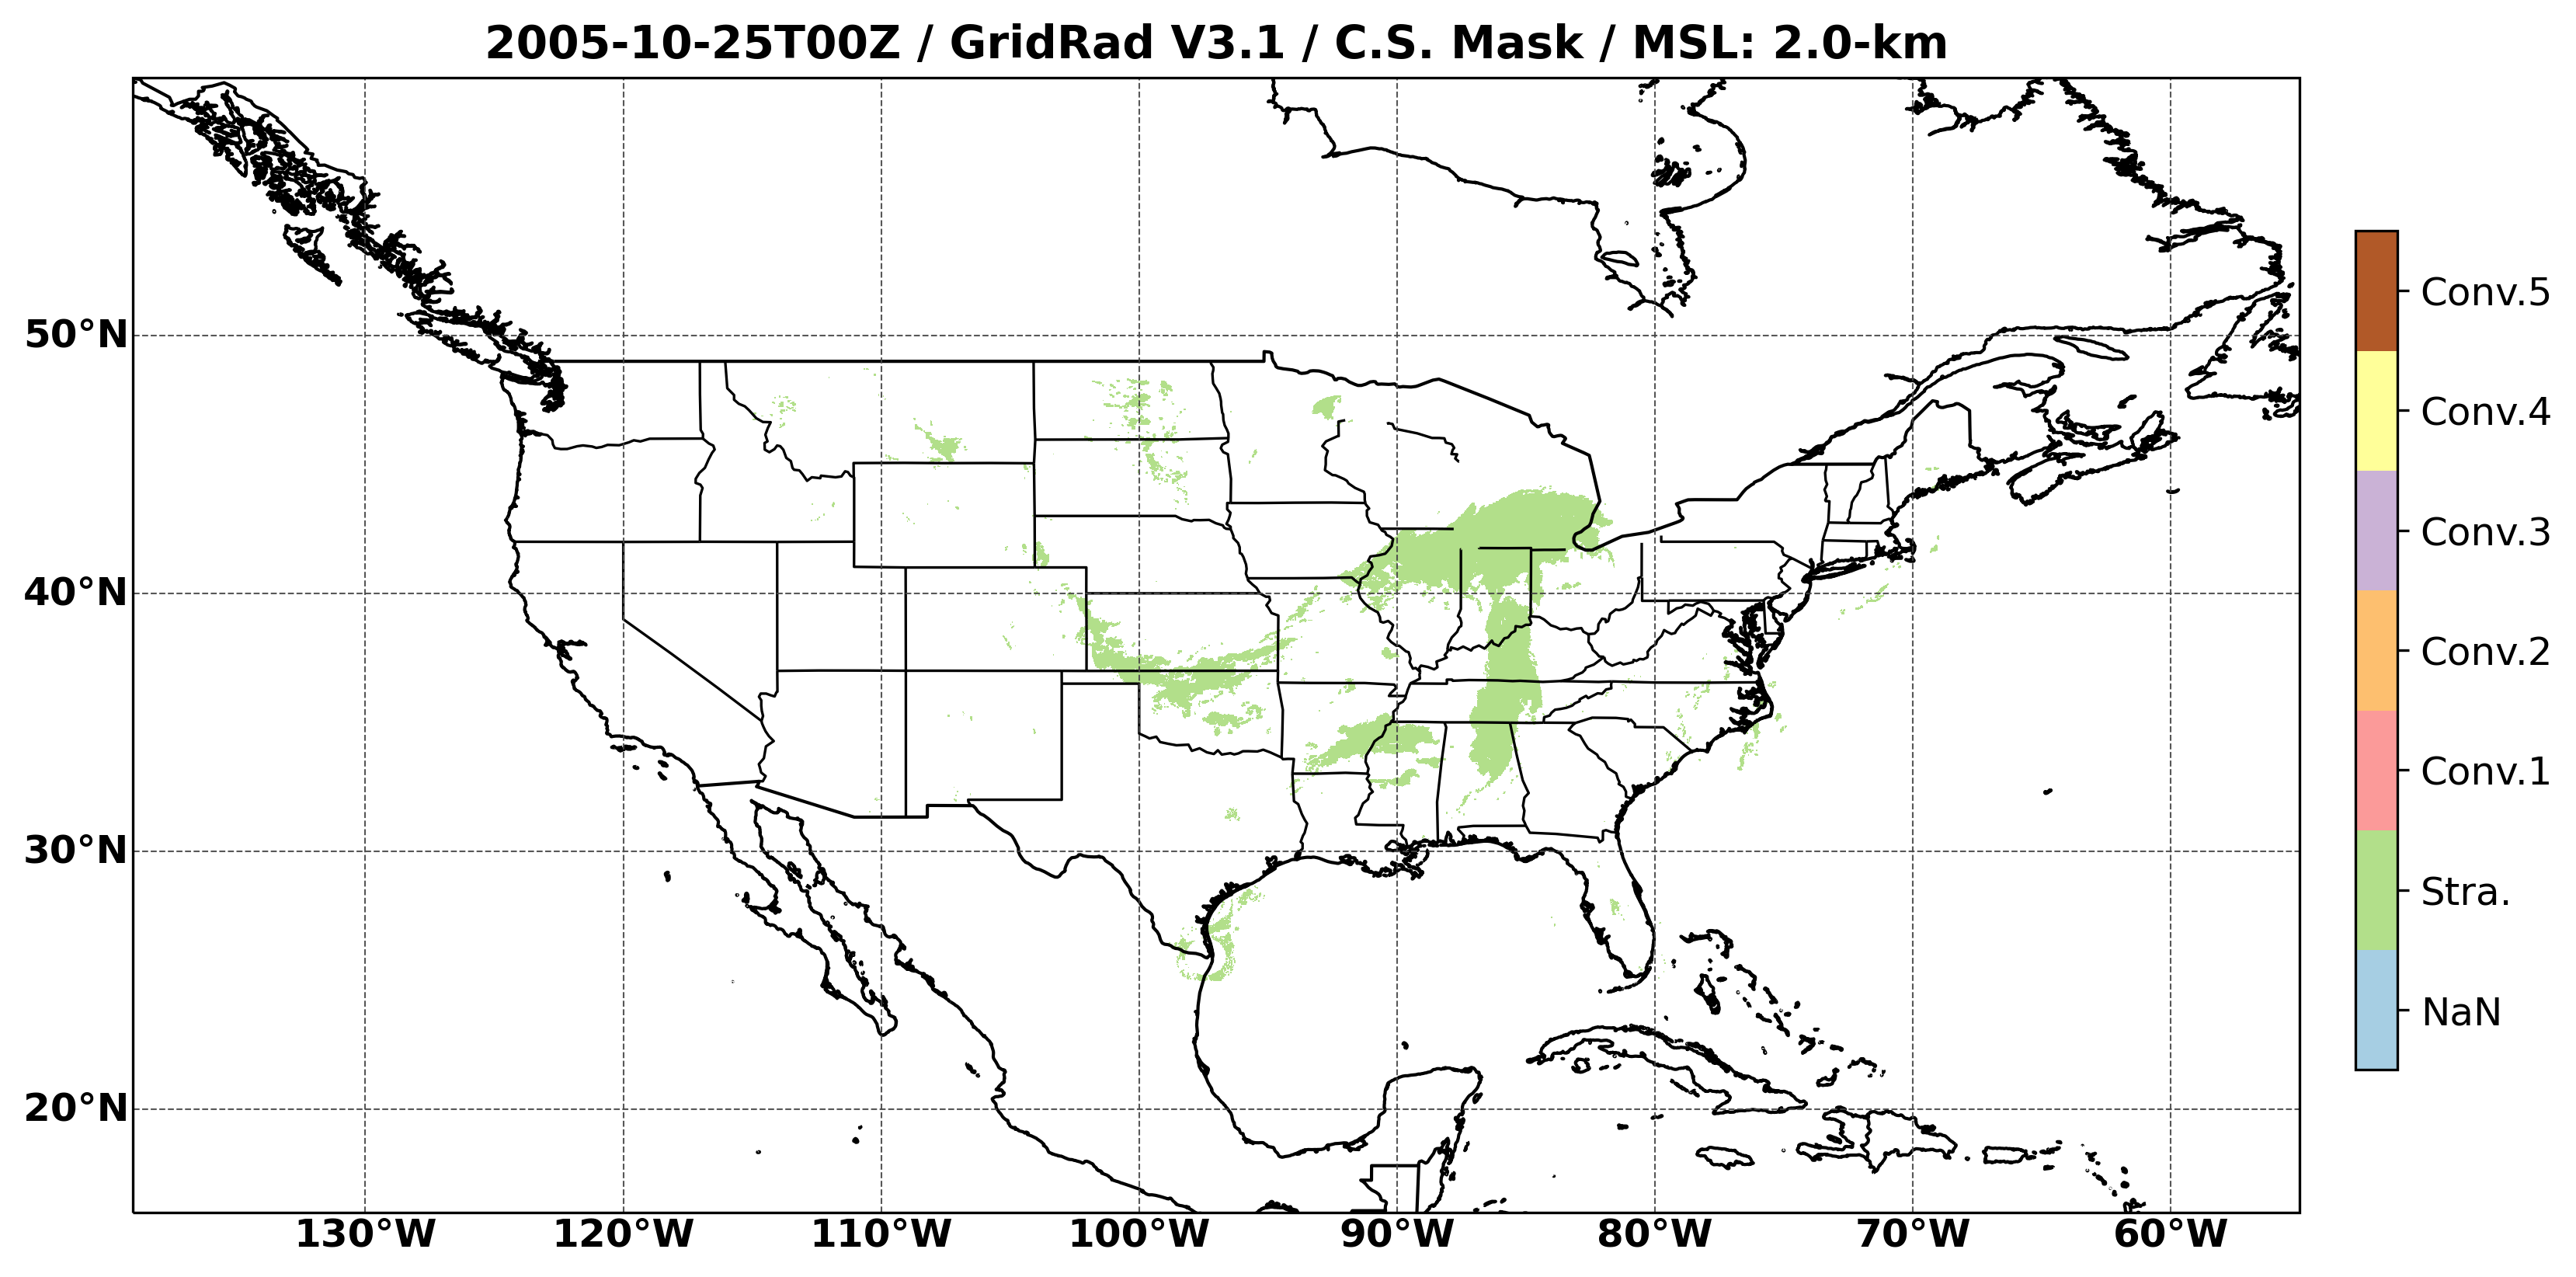 2005-10-25T00Z / GridRad V3.1 / C.S. Mask / MSL: 2.0-km
50°N
40°N
30°N
20°N
130°W 120°W 110°W 100°W 90°W 80°W 70°W 60°W
Conv.5
Conv.4
Conv.3
Conv.2
Conv.1
Stra.
NaN